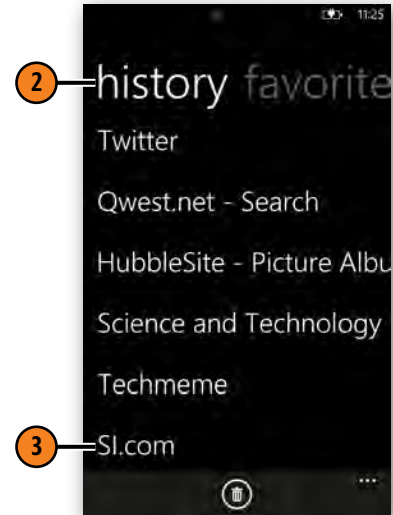 11:25
2
history favorite
Twitter
Qwest.net - Search
HubbleSite - Picture Albu
Science and Technology
Techmeme
3
SI.com
...